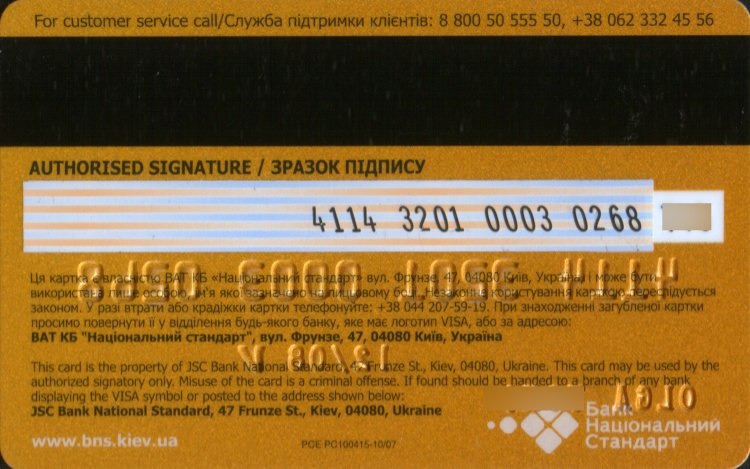 For customer service call/Служба підтримки клієнтів: 8 800 50 555 50, +38 062 332 45 56
AUTHORISED SIGNATURE / ЗРАЗОК ПІДПИСУ
4114 3201 0003 0268
Ця картка є власністю ВАТ КБ «Національний стандарт» вул. Фрунзе, 47, 04080 Київ, Україна, і може бути
використана лише особою, ім'я якої зазначено на лицьовому боці. Незаконне користування карткою переслідується
законом. У разі втрати або крадіжки картки телефонуйте: +38 044 207-59-19. При знаходженні загубленої картки
просимо повернути її у відділення будь-якого банку, яке має логотип VISA, або за адресою:
ВАТ КБ "Національний стандарт", вул. Фрунзе, 47, 04080 Київ, Україна
This card is the property of JSC Bank National Standard, 47 Frunze St., Kiev, 04080, Ukraine. This card may be used by the
authorized signatory only. Misuse of the card is a criminal offense. If found should be handed to a branch of any bank
displaying the VISA symbol or posted to the address shown below:
JSC Bank National Standard, 47 Frunze St., Kiev, 04080, Ukraine
Банк
Національний
Стандарт
www.bns.kiev.ua
PCE PC100415-10/07